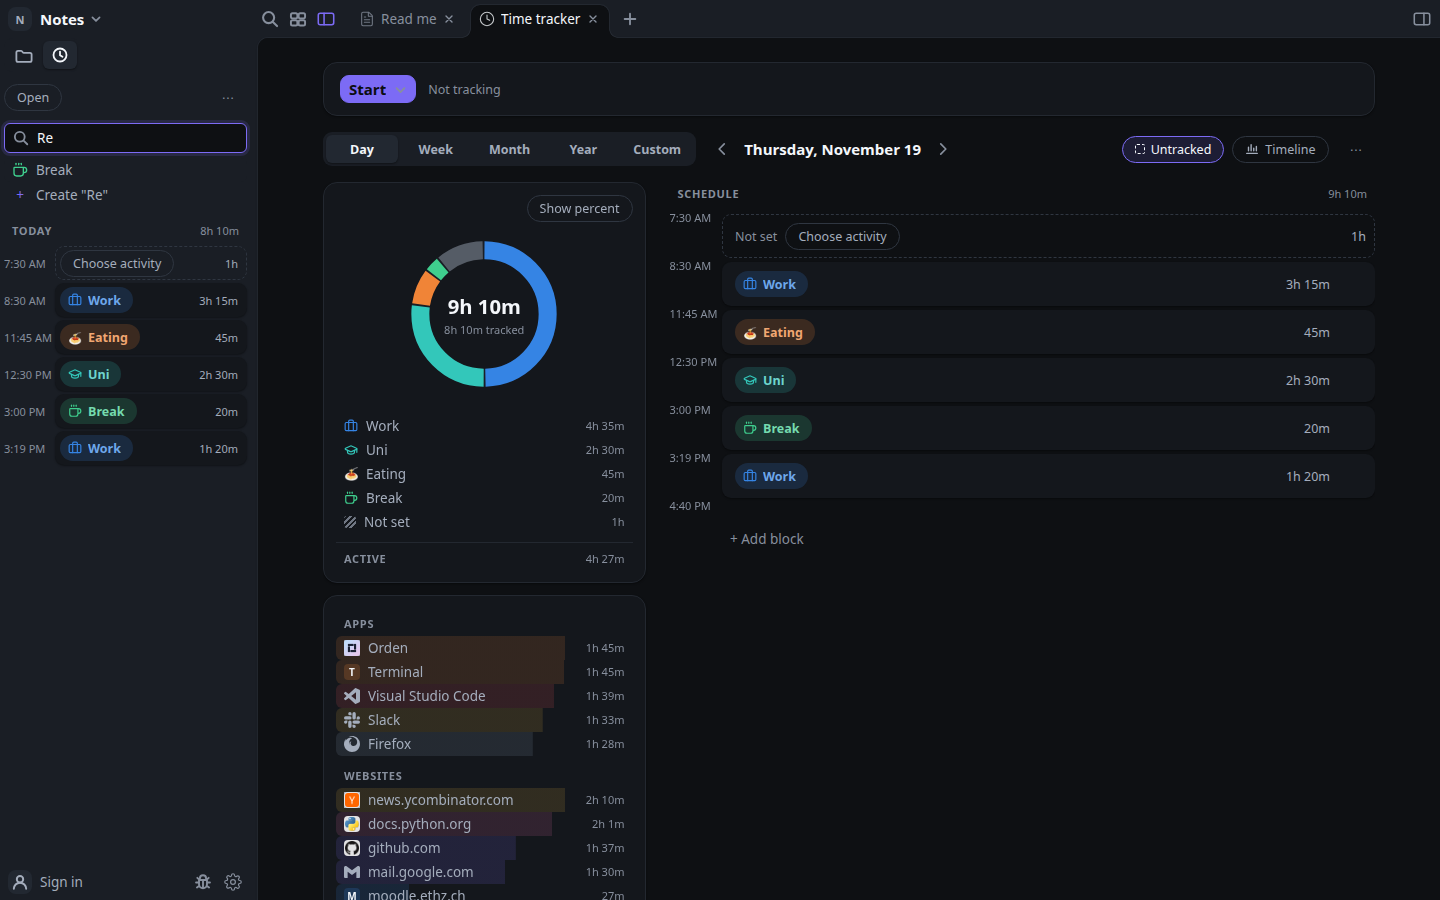 N Notes
Read me
Time tracker
Open
Re
Break
+ Create "Re"
TODAY 8h 10m
7:30 AM Choose activity 1h
8:30 AM Work 3h 15m
11:45 AM Eating 45m
12:30 PM Uni 2h 30m
3:00 PM Break 20m
3:19 PM Work 1h 20m
Sign in
Start Not tracking
Day Week Month Year Custom
Thursday, November 19
Untracked Timeline
Show percent
9h 10m
8h 10m tracked
Work 4h 35m
Uni 2h 30m
Eating 45m
Break 20m
Not set 1h
ACTIVE 4h 27m
APPS
Orden 1h 45m
T Terminal 1h 45m
Visual Studio Code 1h 39m
Slack 1h 33m
Firefox 1h 28m
WEBSITES
Y news.ycombinator.com 2h 10m
docs.python.org 2h 1m
github.com 1h 37m
mail.google.com 1h 30m
M moodle.ethz.ch 27m
SCHEDULE 9h 10m
7:30 AM
Not set Choose activity 1h
8:30 AM
Work 3h 15m
11:45 AM
Eating 45m
12:30 PM
Uni 2h 30m
3:00 PM
Break 20m
3:19 PM
Work 1h 20m
4:40 PM
+ Add block